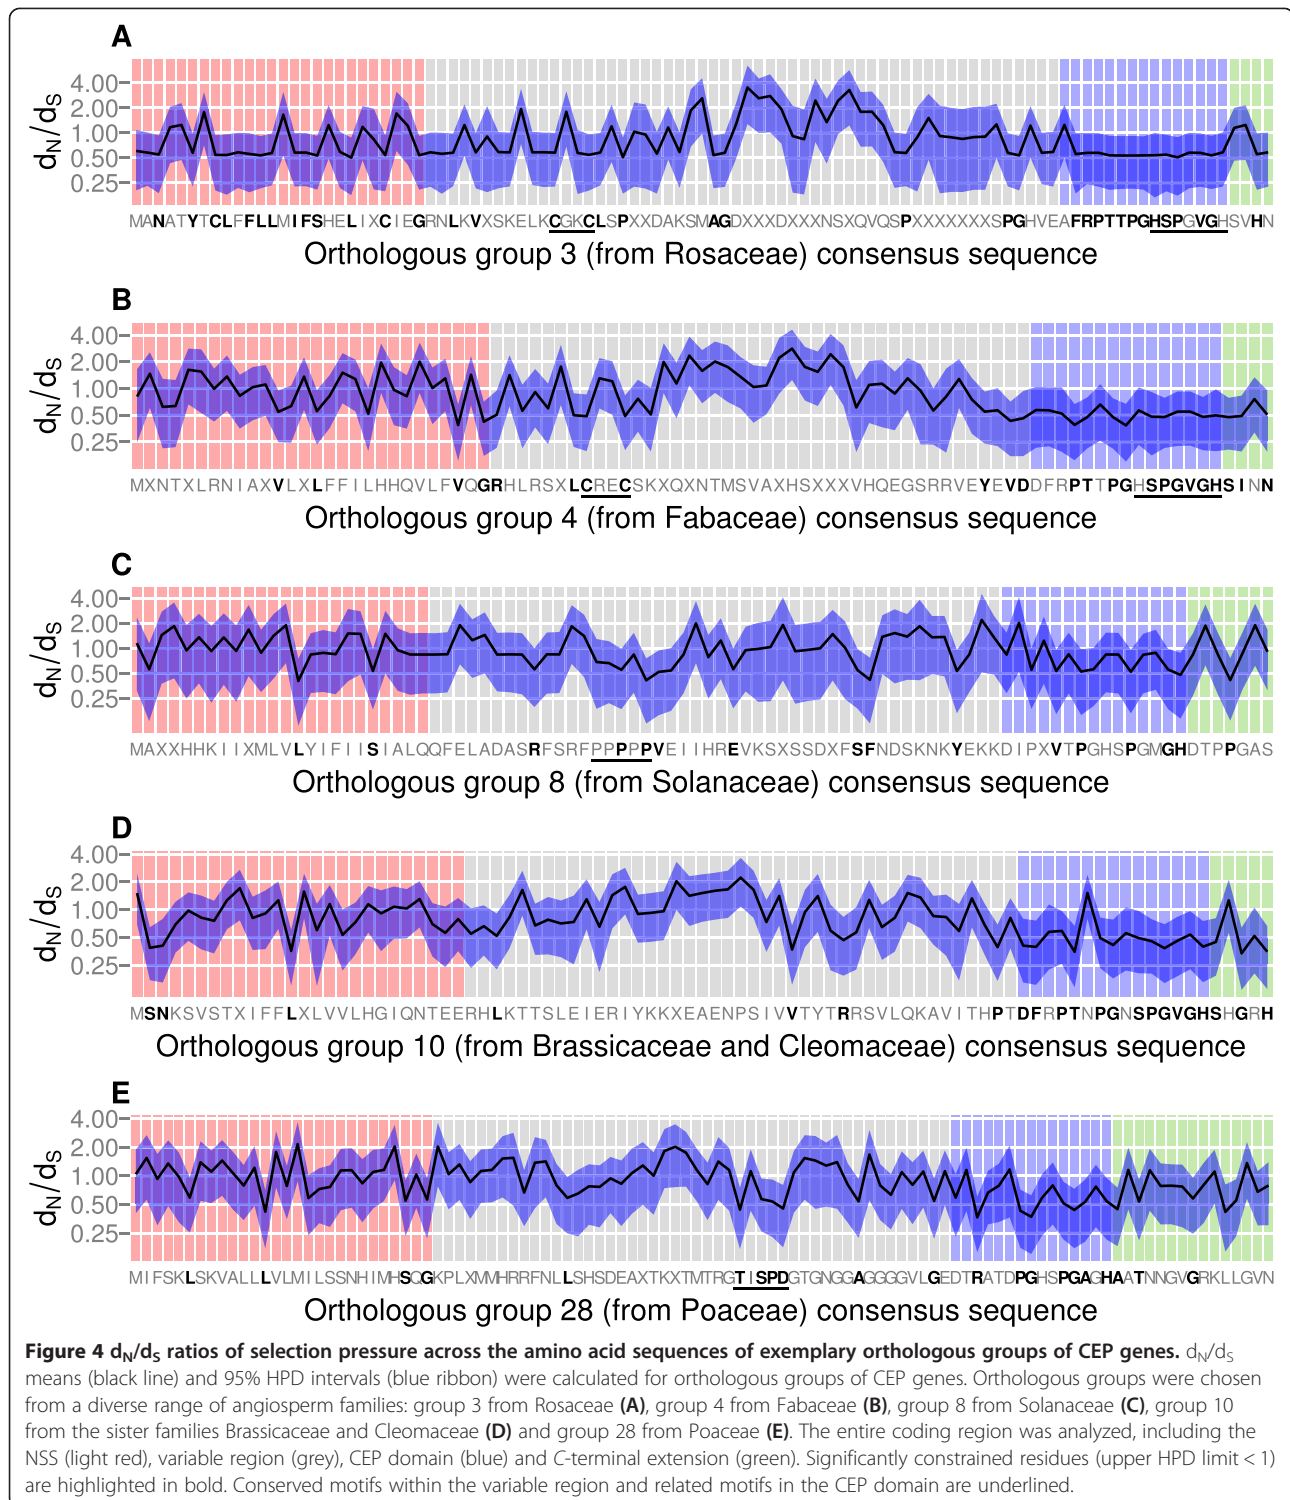 A
4.00
2.00
1.00
0.50
0.25
dN/dS
MANATYTCLFFLLMIFSHELIXCIEGRNLKVXSKELKCGKCLSPXXDAKSMAGDXXXDXXXNSXQVQSPXXXXXXXSPGHVEAFRPTTPGHSPGVGHSVHN
Orthologous group 3 (from Rosaceae) consensus sequence
B
4.00
2.00
1.00
0.50
0.25
dN/dS
MXNTXLRNIAXVLXLFFILHHQVLFVQGRHLRSXLCRECSKXQXNTMSVAXHSXXXVHQEGSRRVEYEVDDFRPTTPGHSPGVGHSINN
Orthologous group 4 (from Fabaceae) consensus sequence
C
4.00
2.00
1.00
0.50
0.25
dN/dS
MAXXHHKIIXMLVLYIFIISIALQQFELADASRFSRFPPPPPVEIIHREVKSXSSDXFSFNDSKNKYEKKDIPXVTPGHSPGMGHDTPPGAS
Orthologous group 8 (from Solanaceae) consensus sequence
D
4.00
2.00
1.00
0.50
0.25
dN/dS
MSNKSVSTXIFFLXLVVLHGIQNTEERHLKTTSLEIERIYKKXEAENPSIVVTYTRRSVLQKAVITHPTDFRPTNPGNSPGVGHSHGRH
Orthologous group 10 (from Brassicaceae and Cleomaceae) consensus sequence
E
4.00
2.00
1.00
0.50
0.25
dN/dS
MIFSKLSKVALLLVLMILSSNHIMHSQGKPLXMMHRRFNLLSHSDEAXTKXTMTRGTISPDGTGNGGAGGGGVLGEDTRATDPGHSPGAGHAATNNGVGRKLLGVN
Orthologous group 28 (from Poaceae) consensus sequence
Figure 4 dN/dS ratios of selection pressure across the amino acid sequences of exemplary orthologous groups of CEP genes. dN/dS
means (black line) and 95% HPD intervals (blue ribbon) were calculated for orthologous groups of CEP genes. Orthologous groups were chosen
from a diverse range of angiosperm families: group 3 from Rosaceae (A), group 4 from Fabaceae (B), group 8 from Solanaceae (C), group 10
from the sister families Brassicaceae and Cleomaceae (D) and group 28 from Poaceae (E). The entire coding region was analyzed, including the
NSS (light red), variable region (grey), CEP domain (blue) and C-terminal extension (green). Significantly constrained residues (upper HPD limit < 1)
are highlighted in bold. Conserved motifs within the variable region and related motifs in the CEP domain are underlined.